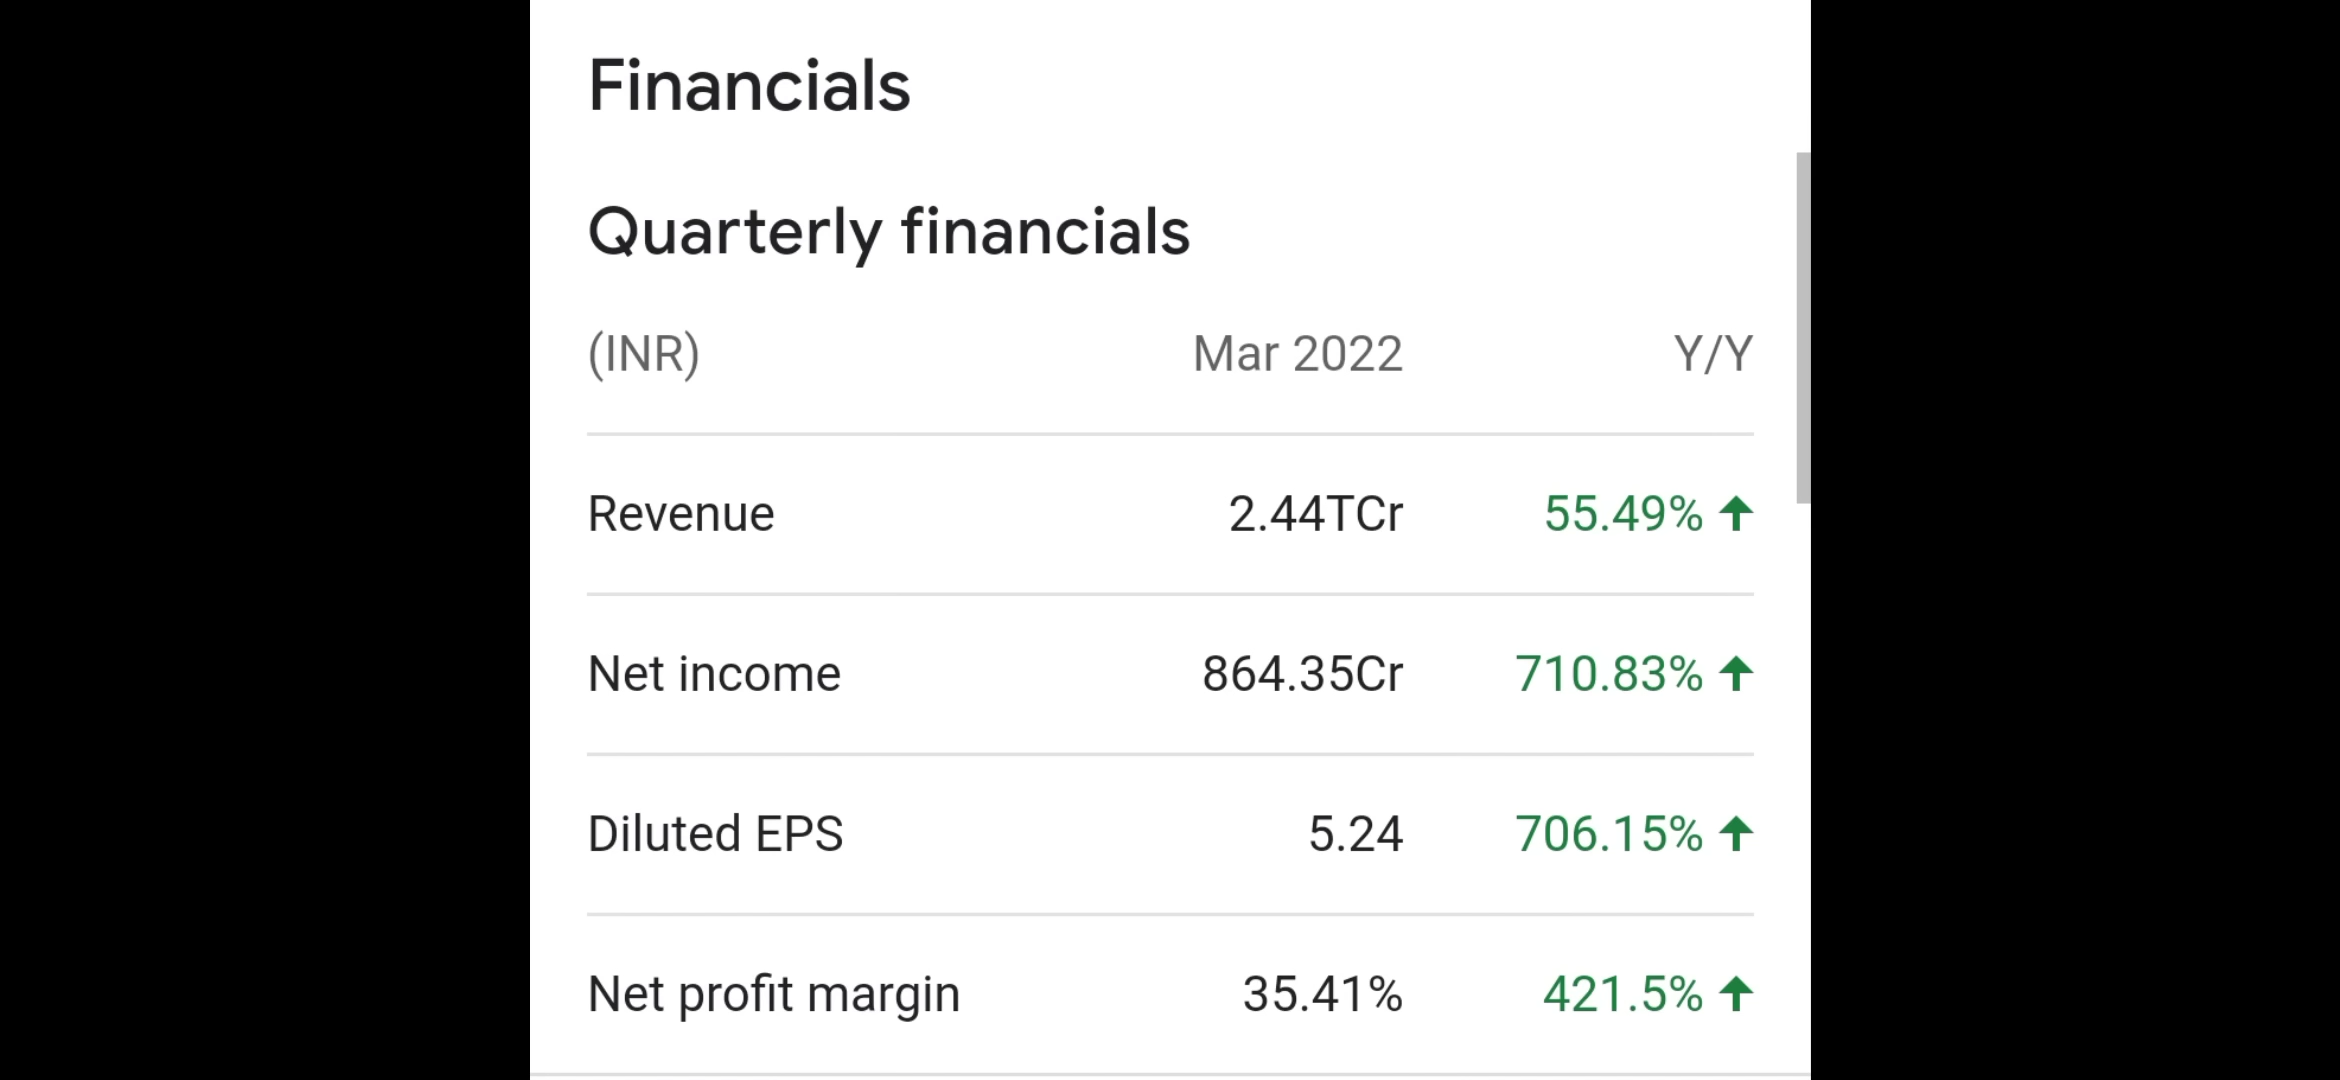 Financials
Quarterly financials
(INR) Mar 2022 Y/Y
Revenue 2.44TCr 55.49% ↑
Net income 864.35Cr 710.83% ↑
Diluted EPS 5.24 706.15% ↑
Net profit margin 35.41% 421.5% ↑